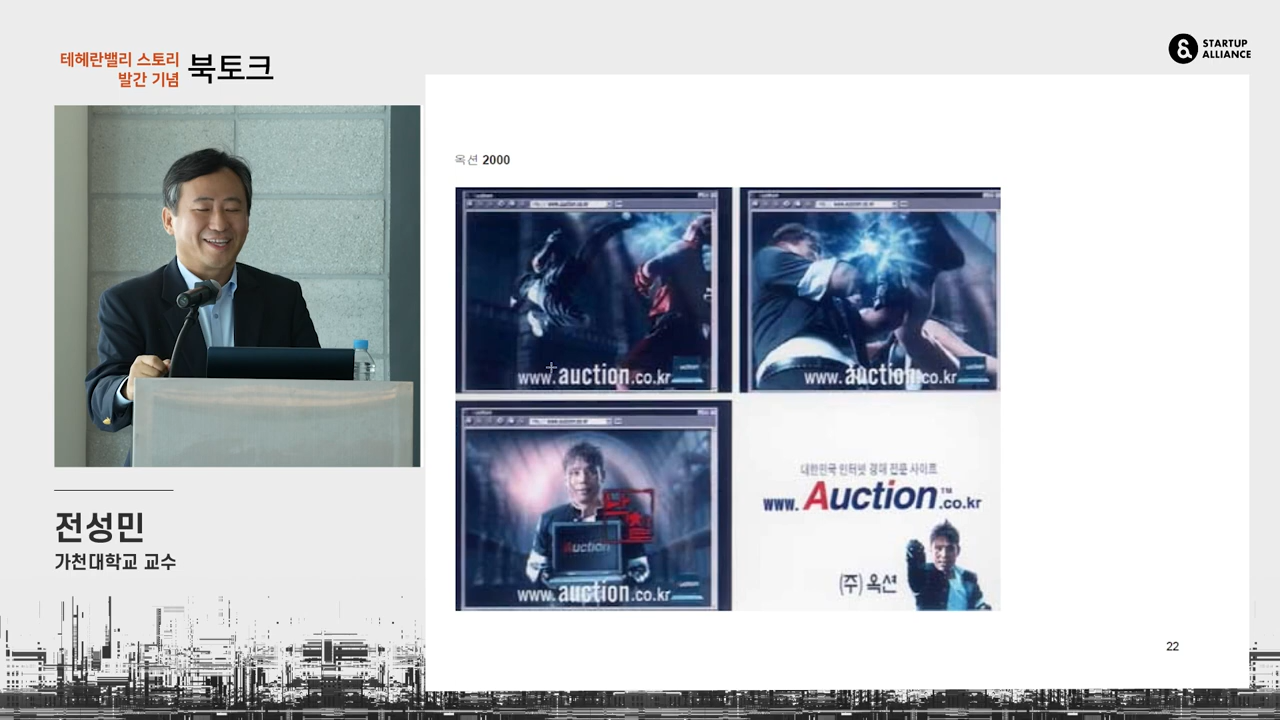 테헤란밸리 스토리
발간 기념
북토크
STARTUP
ALLIANCE
옥션 2000
www.auction.co.kr
www.auction.co.kr
낙찰
Auction
www.auction.co.kr
대한민국 인터넷 경매 전문 사이트
www.Auction™.co.kr
(주)옥션
전성민
가천대학교 교수
22